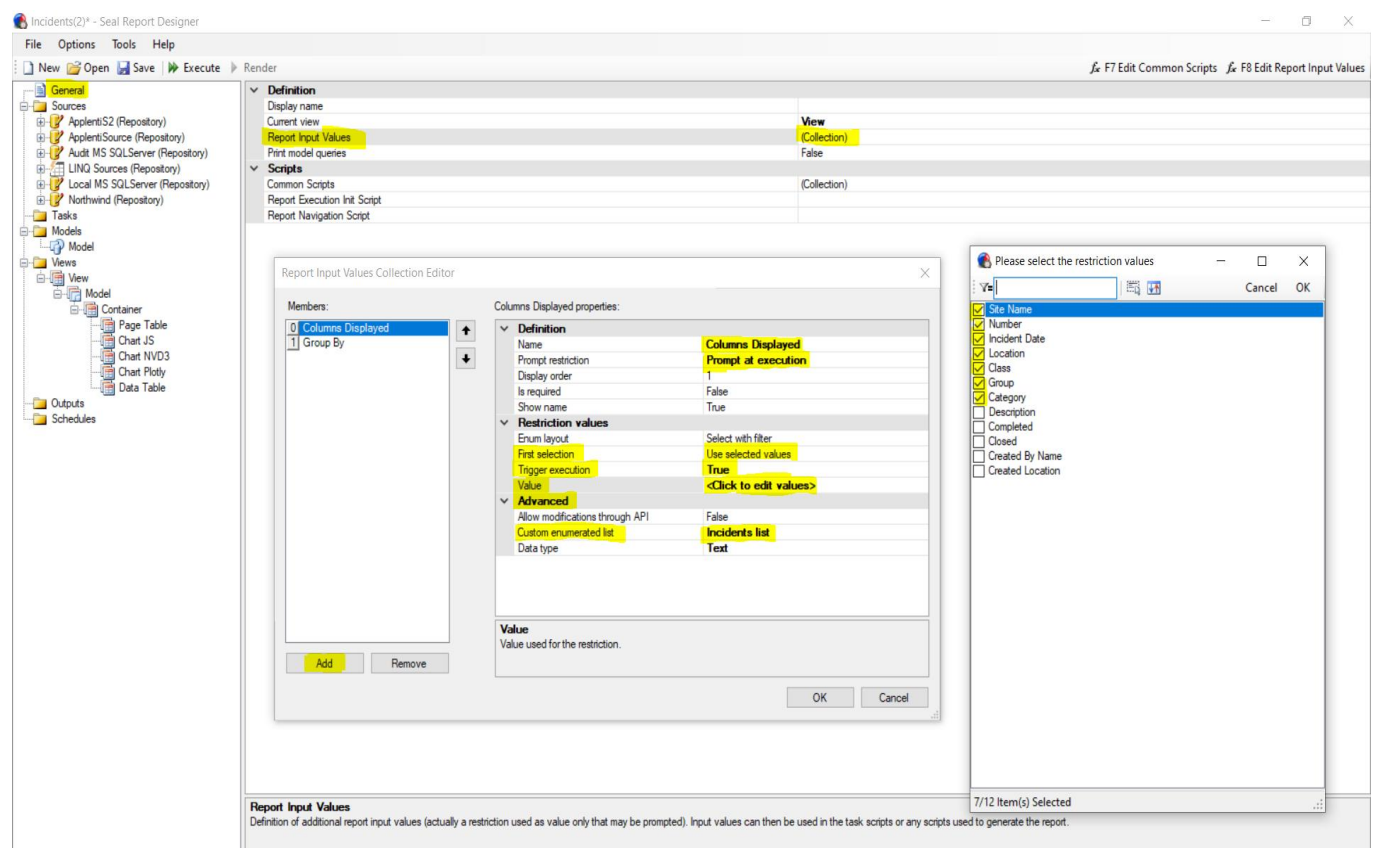 Incidents(2)* - Seal Report Designer
File Options Tools Help
New Open Save Execute Render fx F7 Edit Common Scripts fx F8 Edit Report Input Values
General
Sources
ApplentiS2 (Repository)
ApplentiSource (Repository)
Audit MS SQLServer (Repository)
LINQ Sources (Repository)
Local MS SQLServer (Repository)
Northwind (Repository)
Tasks
Models
Model
Views
View
Model
Container
Page Table
Chart JS
Chart NVD3
Chart Plotly
Data Table
Outputs
Schedules
Definition
Display name
Current view View
Report Input Values (Collection)
Print model queries False
Scripts
Common Scripts (Collection)
Report Execution Init Script
Report Navigation Script
Report Input Values Collection Editor
Members:
0 Columns Displayed
1 Group By
Add Remove
Columns Displayed properties:
Definition
Name Columns Displayed
Prompt restriction Prompt at execution
Display order 1
Is required False
Show name True
Restriction values
Enum layout Select with filter
First selection Use selected values
Trigger execution True
Value <Click to edit values>
Advanced
Allow modifications through API False
Custom enumerated list Incidents list
Data type Text
Value
Value used for the restriction.
OK Cancel
Please select the restriction values
Cancel OK
Site Name
Number
Incident Date
Location
Class
Group
Category
Description
Completed
Closed
Created By Name
Created Location
7/12 Item(s) Selected
Report Input Values
Definition of additional report input values (actually a restriction used as value only that may be prompted). Input values can then be used in the task scripts or any scripts used to generate the report.